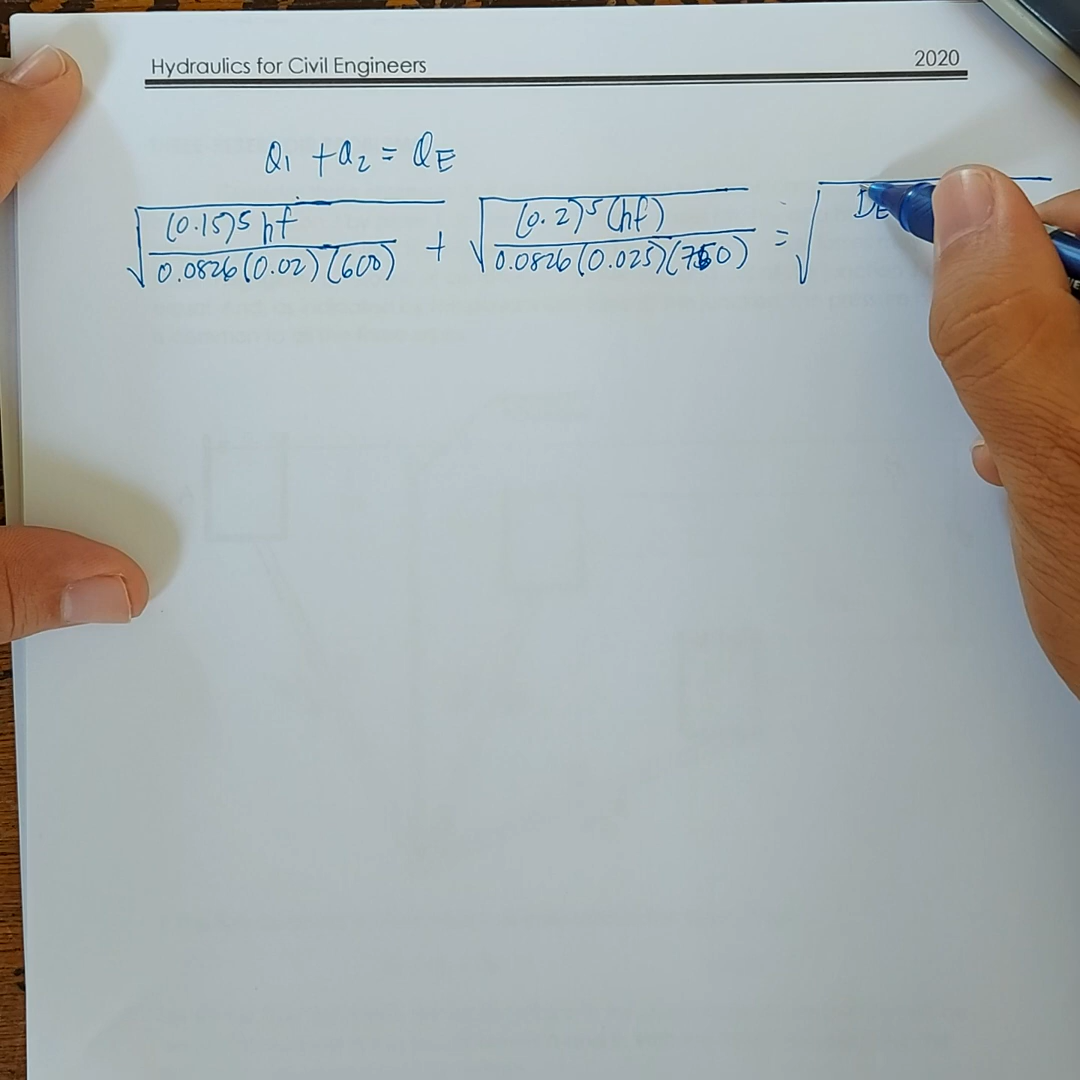 Hydraulics for Civil Engineers 2020
Q1 + Q2 = QE
√((0.15)^5 hf / 0.0826(0.02)(600)) + √((0.2)^5 (hf) / 0.0826(0.025)(750)) = √(DE